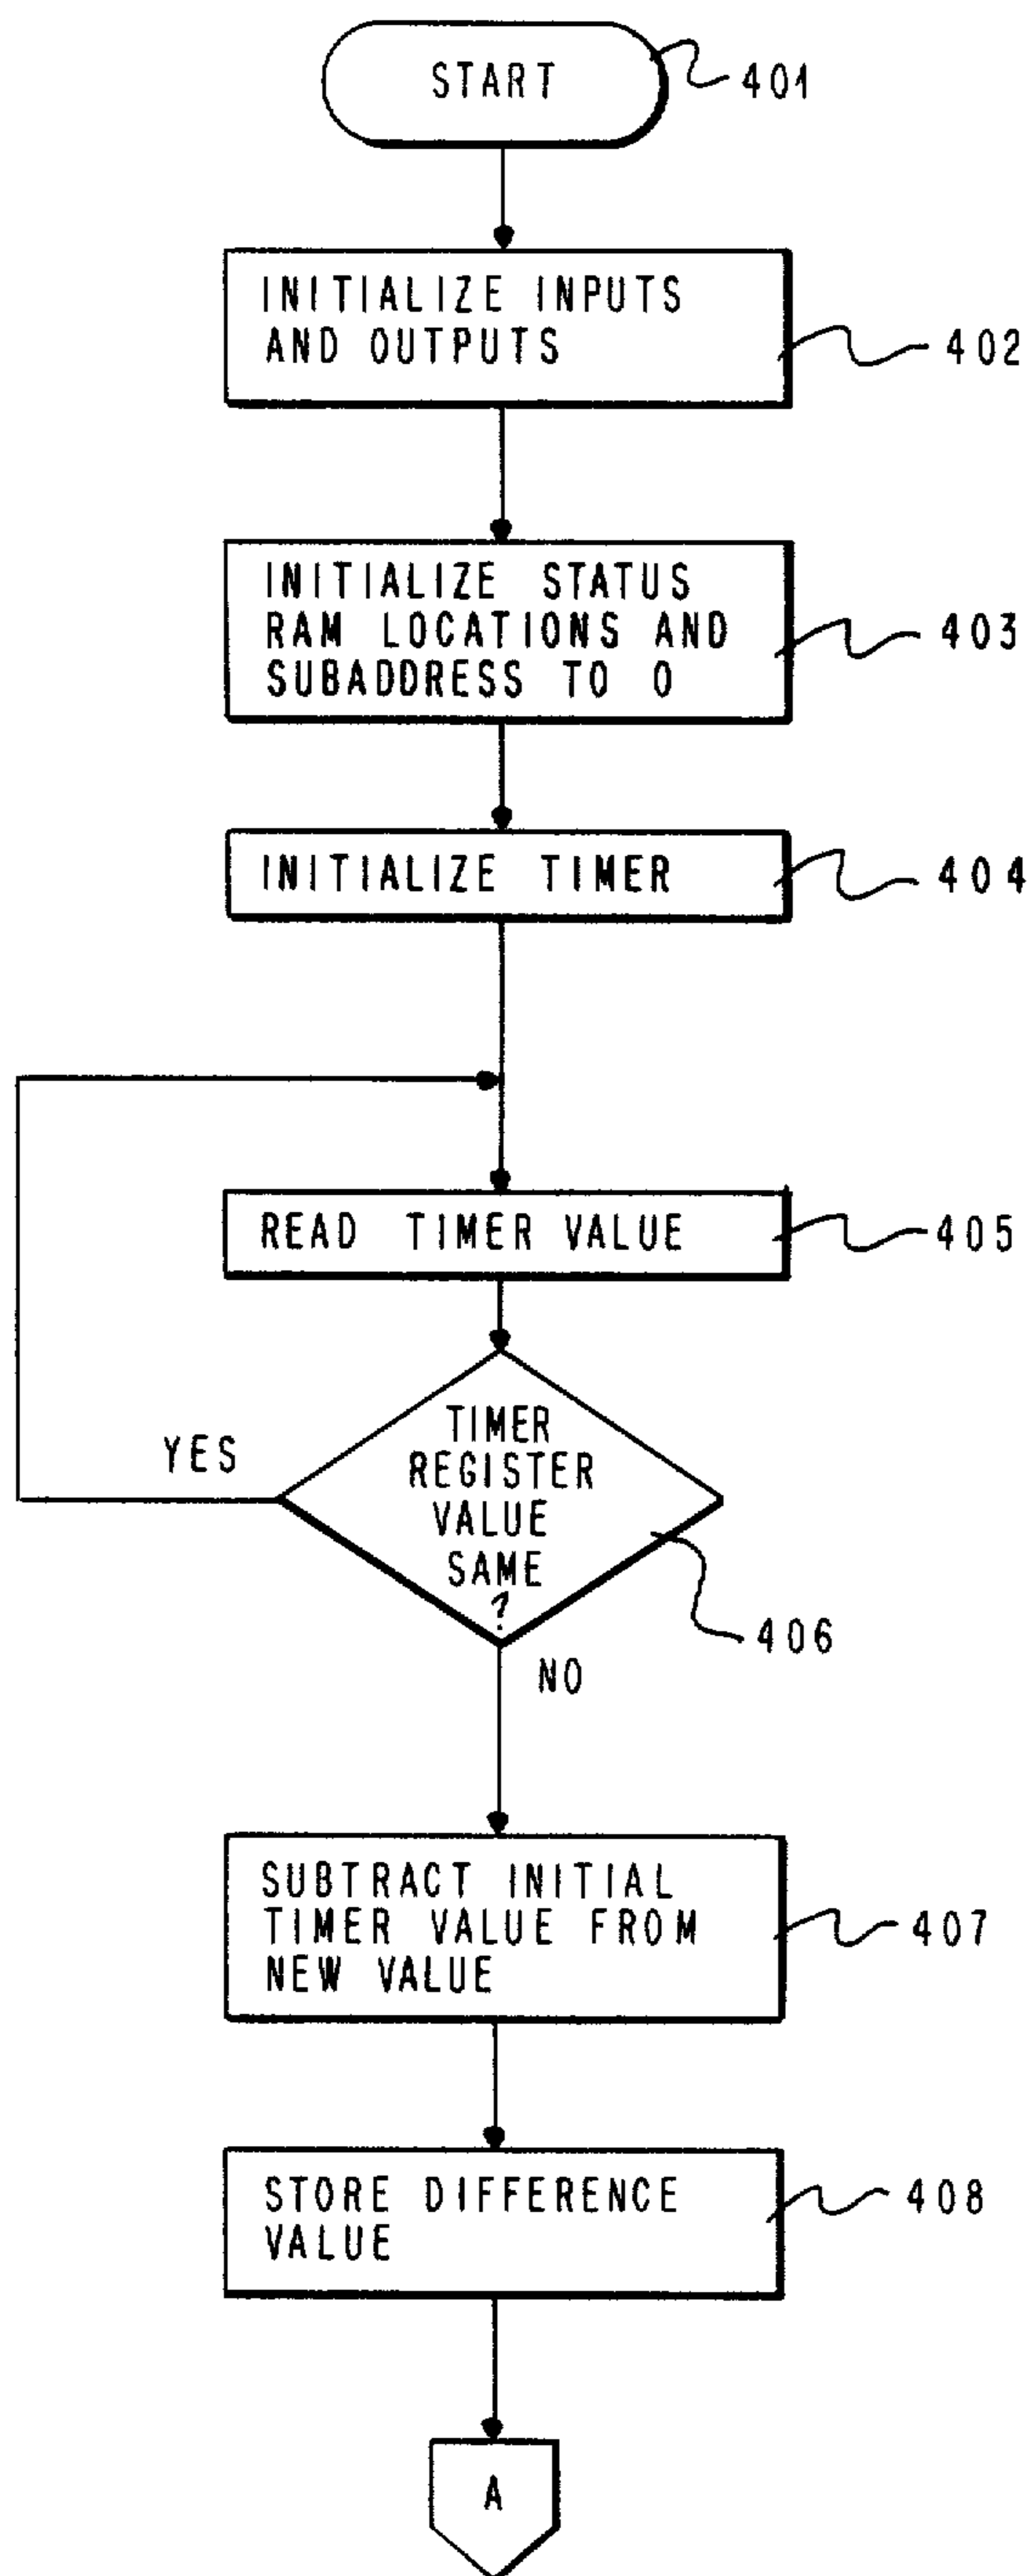 START
401
INITIALIZE INPUTS
AND OUTPUTS
402
INITIALIZE STATUS
RAM LOCATIONS AND
SUBADDRESS TO 0
403
INITIALIZE TIMER
404
READ TIMER VALUE
405
TIMER
REGISTER
VALUE
SAME
?
YES
406
NO
SUBTRACT INITIAL
TIMER VALUE FROM
NEW VALUE
407
STORE DIFFERENCE
VALUE
408
A